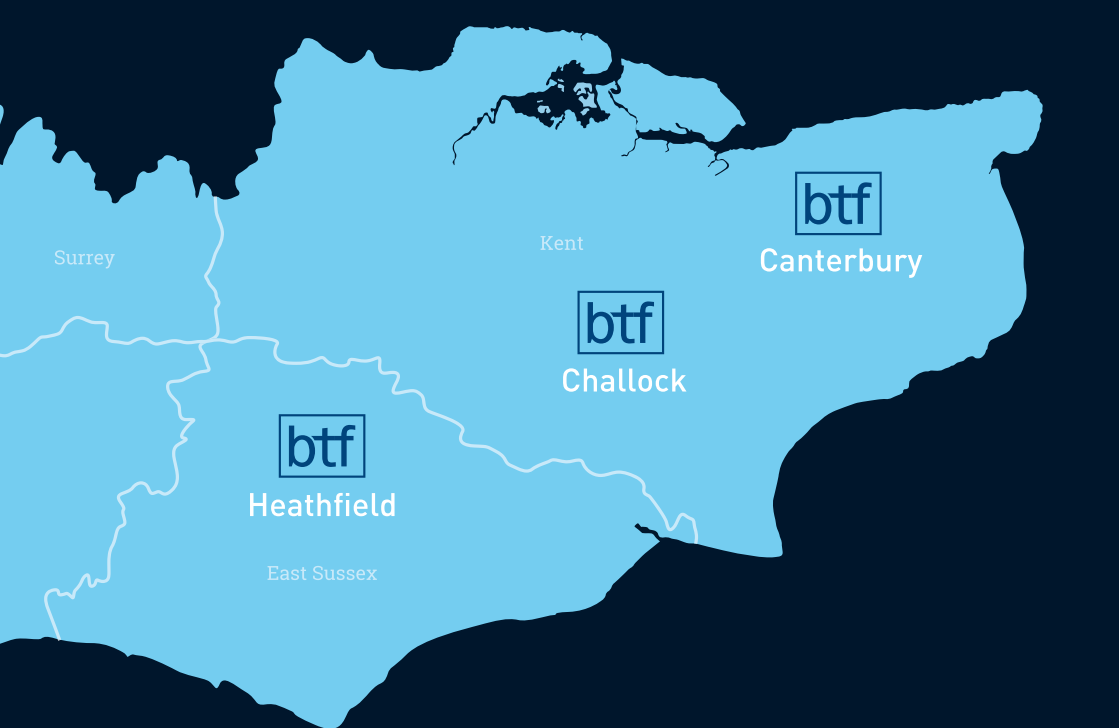 btf
Canterbury
Kent
Surrey
btf
Challock
btf
Heathfield
East Sussex